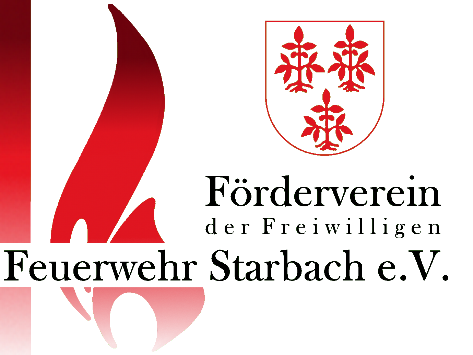 Förderverein
der Freiwilligen
Feuerwehr Starbach e.V.